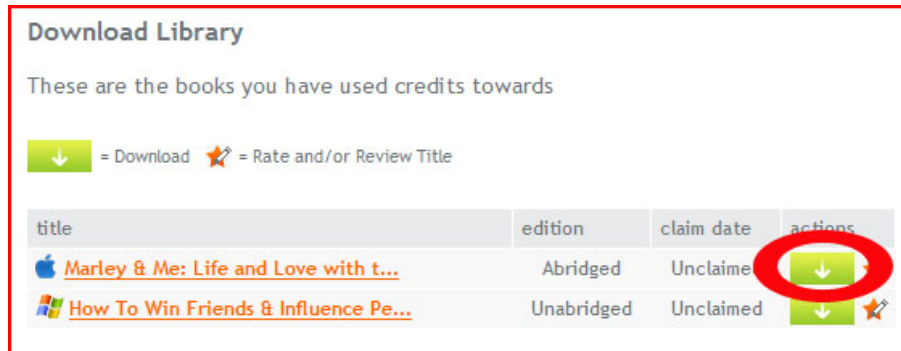 Download Library
These are the books you have used credits towards
= Download = Rate and/or Review Title
title edition claim date actions
Marley & Me: Life and Love with t... Abridged Unclaime
How To Win Friends & Influence Pe... Unabridged Unclaimed